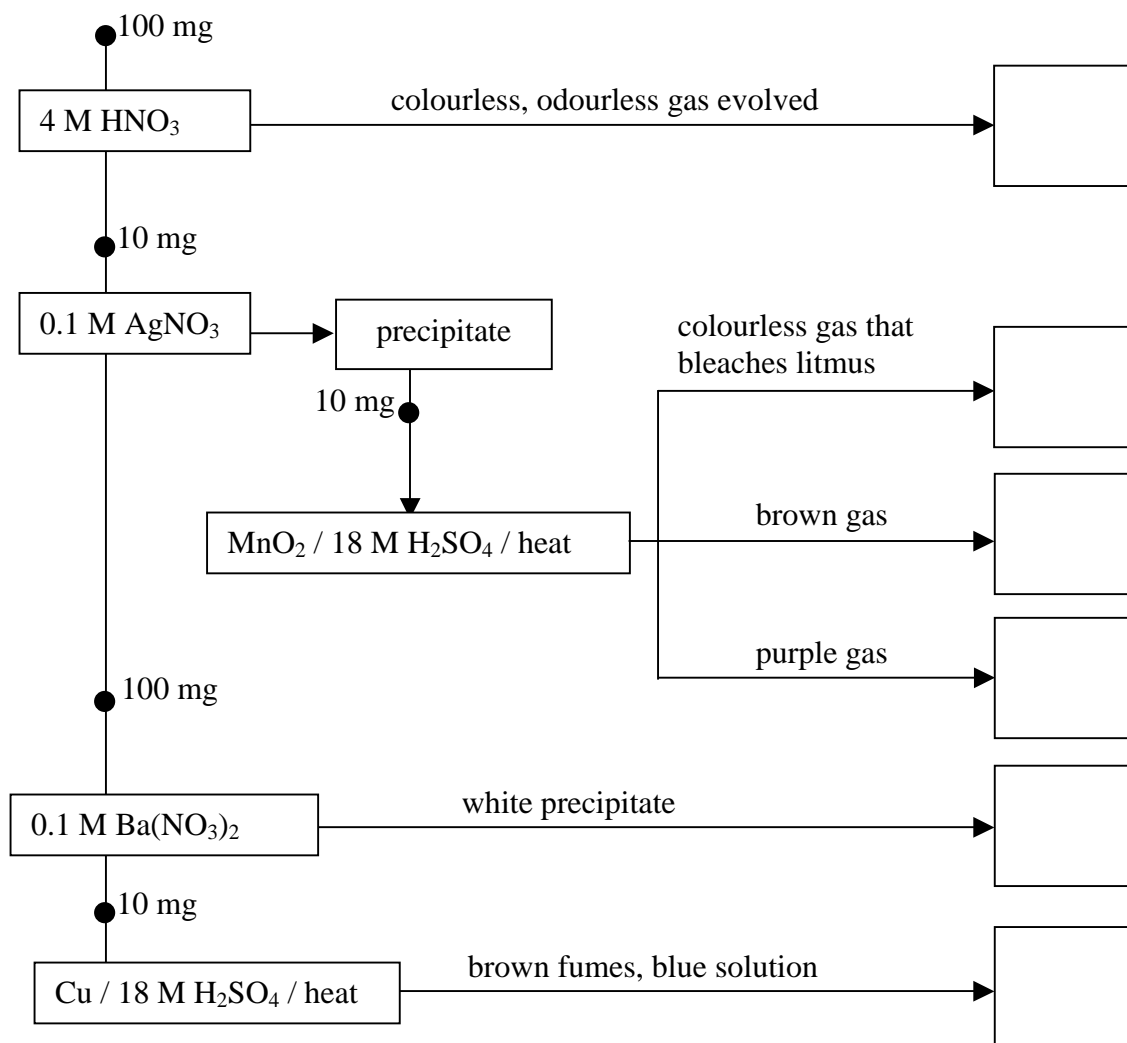 100 mg
4 M HNO₃
colourless, odourless gas evolved
10 mg
0.1 M AgNO₃
precipitate
colourless gas that
bleaches litmus
10 mg
brown gas
MnO₂ / 18 M H₂SO₄ / heat
purple gas
100 mg
white precipitate
0.1 M Ba(NO₃)₂
10 mg
brown fumes, blue solution
Cu / 18 M H₂SO₄ / heat